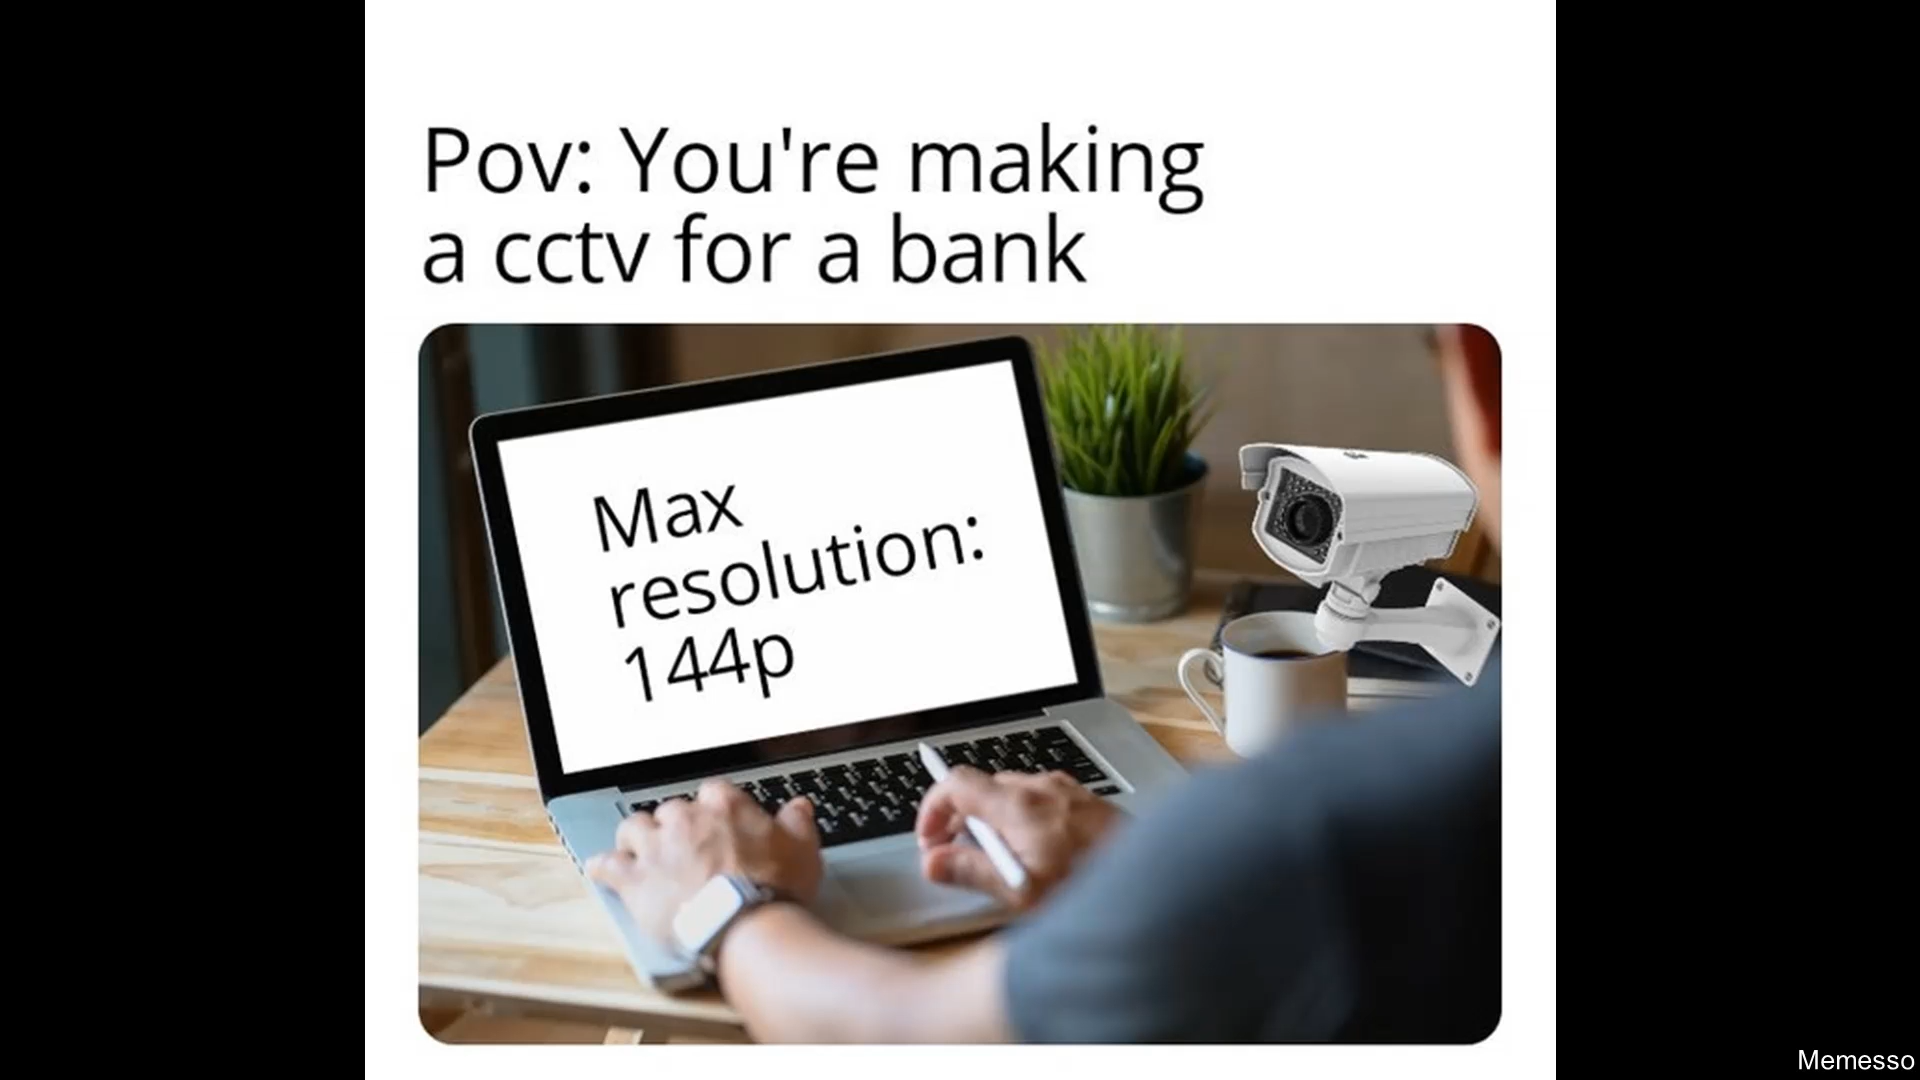 Pov: You're making
a cctv for a bank
Max
resolution:
144p
Memesso